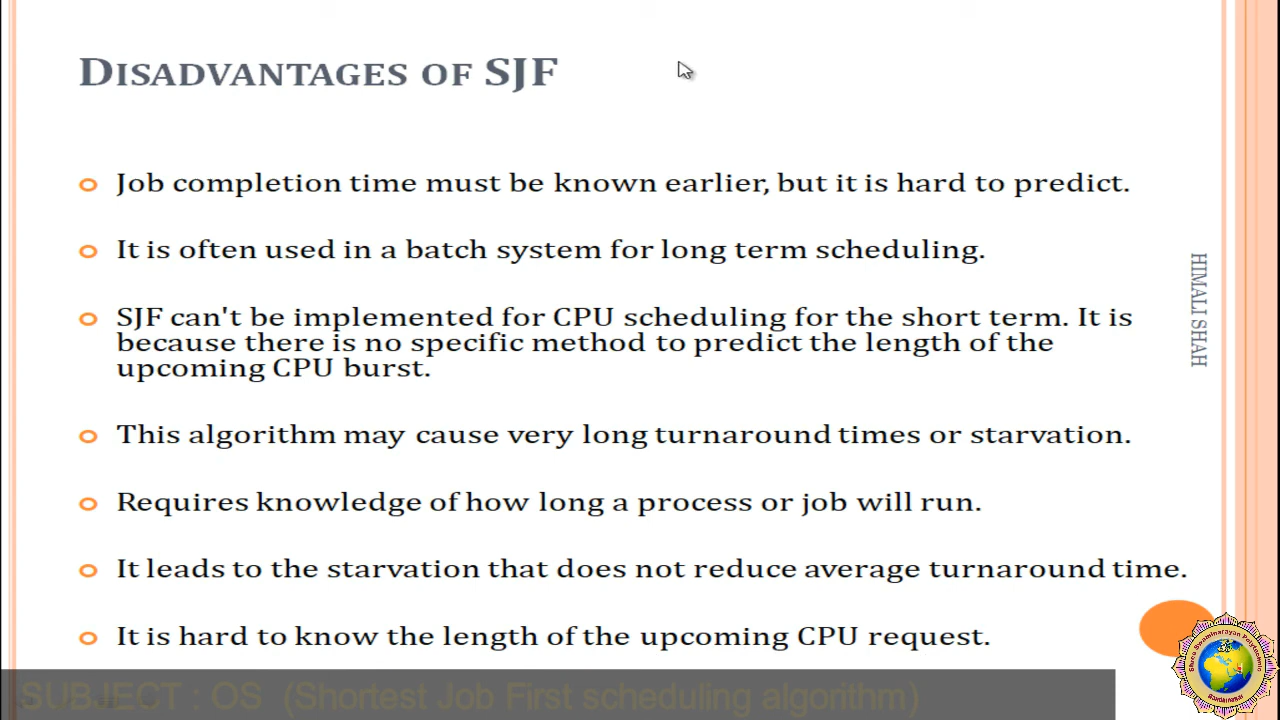 DISADVANTAGES OF SJF
Job completion time must be known earlier, but it is hard to predict.
It is often used in a batch system for long term scheduling.
SJF can't be implemented for CPU scheduling for the short term. It is
because there is no specific method to predict the length of the
upcoming CPU burst.
This algorithm may cause very long turnaround times or starvation.
Requires knowledge of how long a process or job will run.
It leads to the starvation that does not reduce average turnaround time.
It is hard to know the length of the upcoming CPU request.
HIMALI SHAH
SUBJECT : OS (Shortest Job First scheduling algorithm)